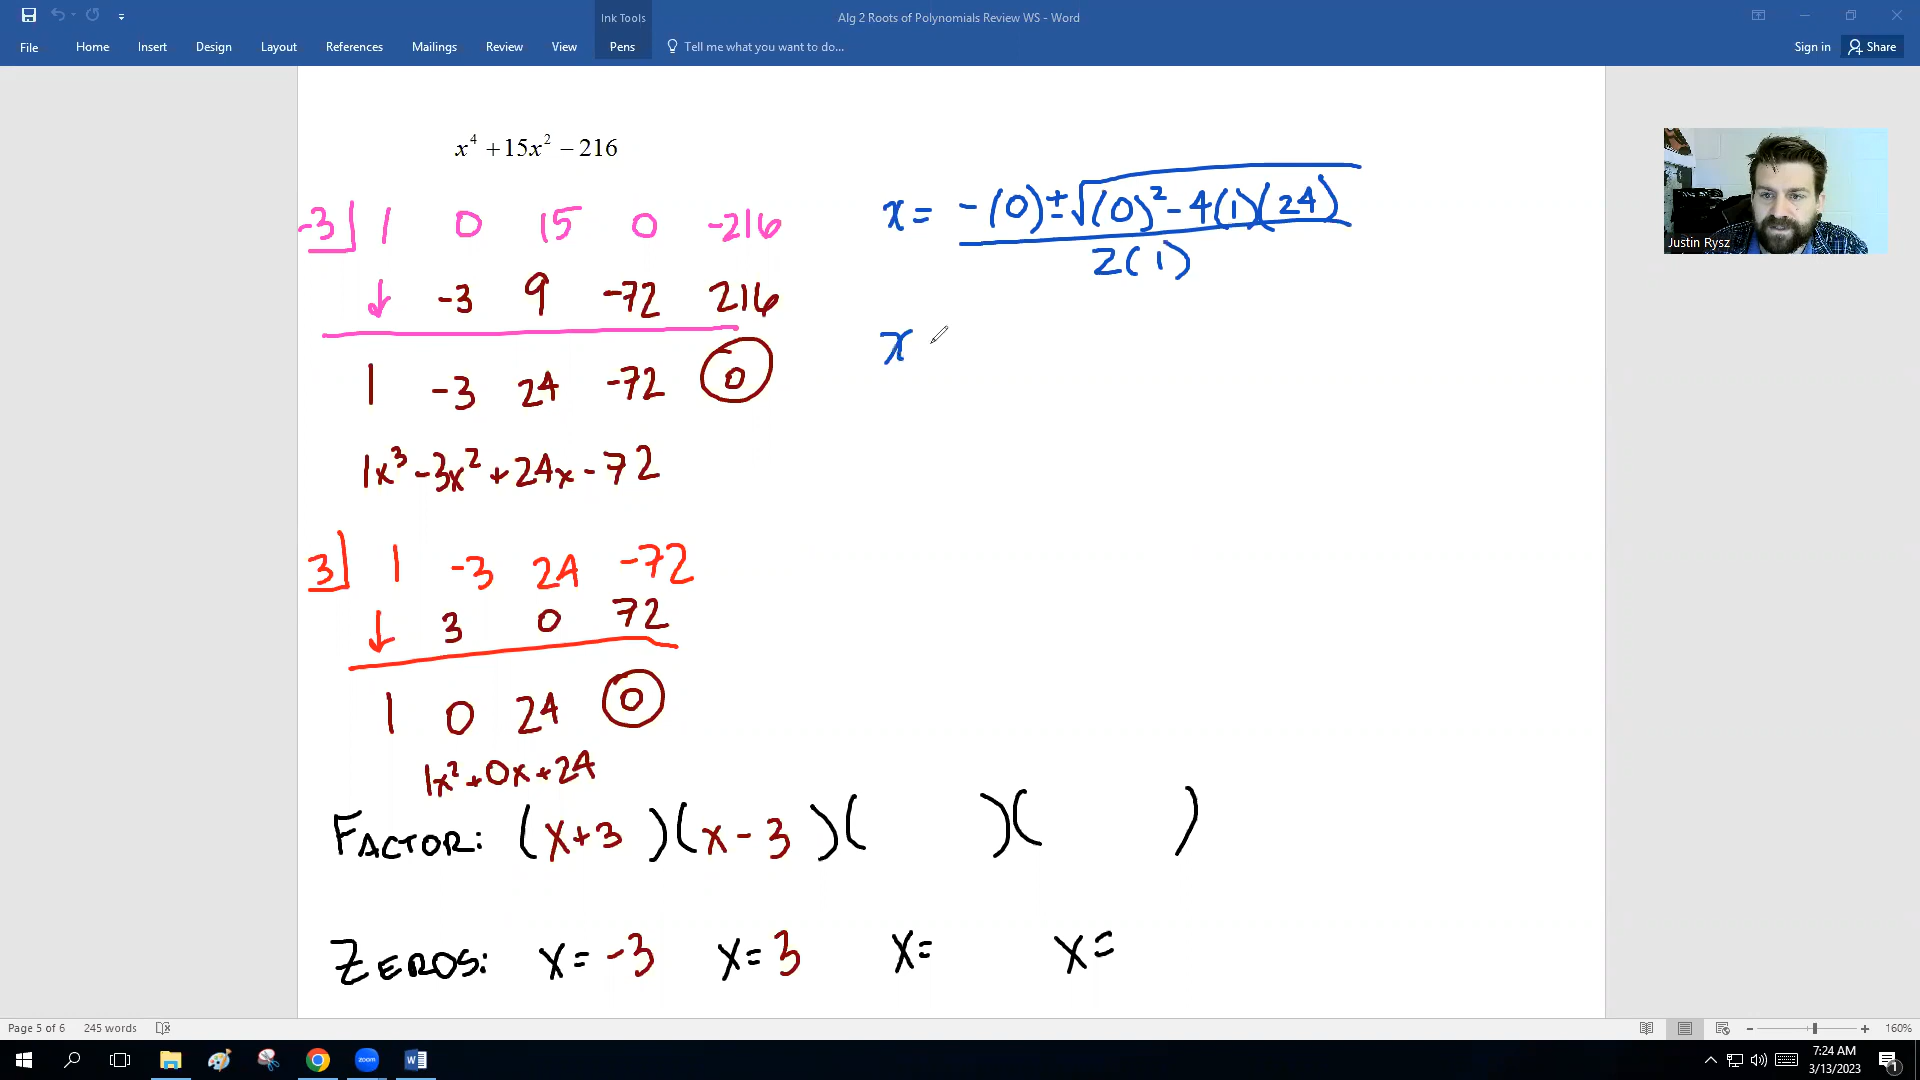 Ink Tools
Alg 2 Roots of Polynomials Review WS - Word
File Home Insert Design Layout References Mailings Review View Pens Tell me what you want to do... Sign in Share
x⁴ + 15x² − 216
-3 | 1 0 15 0 -216
↓ -3 9 -72 216
1 -3 24 -72 0
1x³ - 3x² + 24x - 72
3 | 1 -3 24 -72
↓ 3 0 72
1 0 24 0
1x² + 0x + 24
x = -(0) ± √(0)² - 4(1)(24)
2(1)
x
FACTOR: (x+3)(x-3)( )( )
ZEROS: x = -3 x = 3 x = x =
Justin Rysz
Page 5 of 6 245 words 160%
zoom
7:24 AM
3/13/2023
1